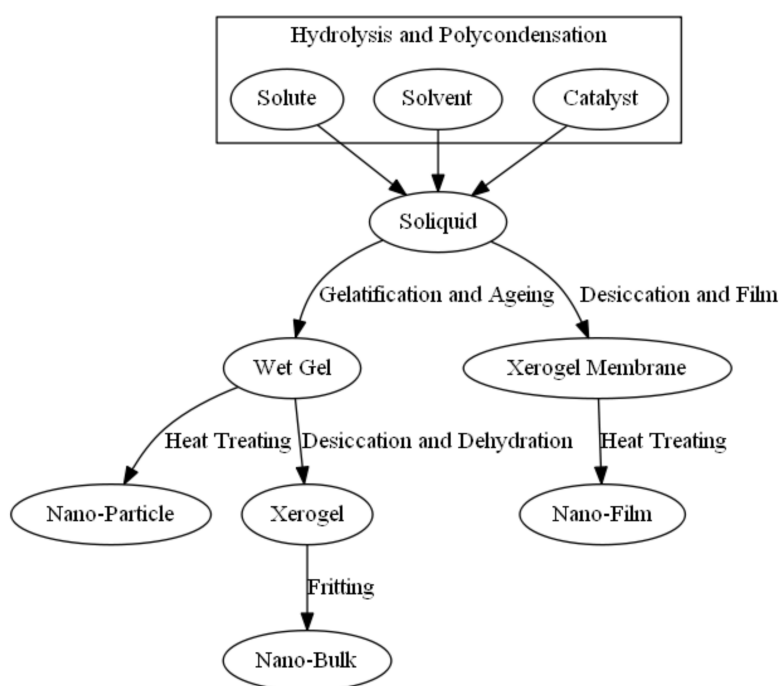 Hydrolysis and Polycondensation
Solute
Solvent
Catalyst
Soliquid
Gelatification and Ageing
Desiccation and Film
Wet Gel
Xerogel Membrane
Heat Treating
Desiccation and Dehydration
Heat Treating
Nano-Particle
Xerogel
Nano-Film
Fritting
Nano-Bulk